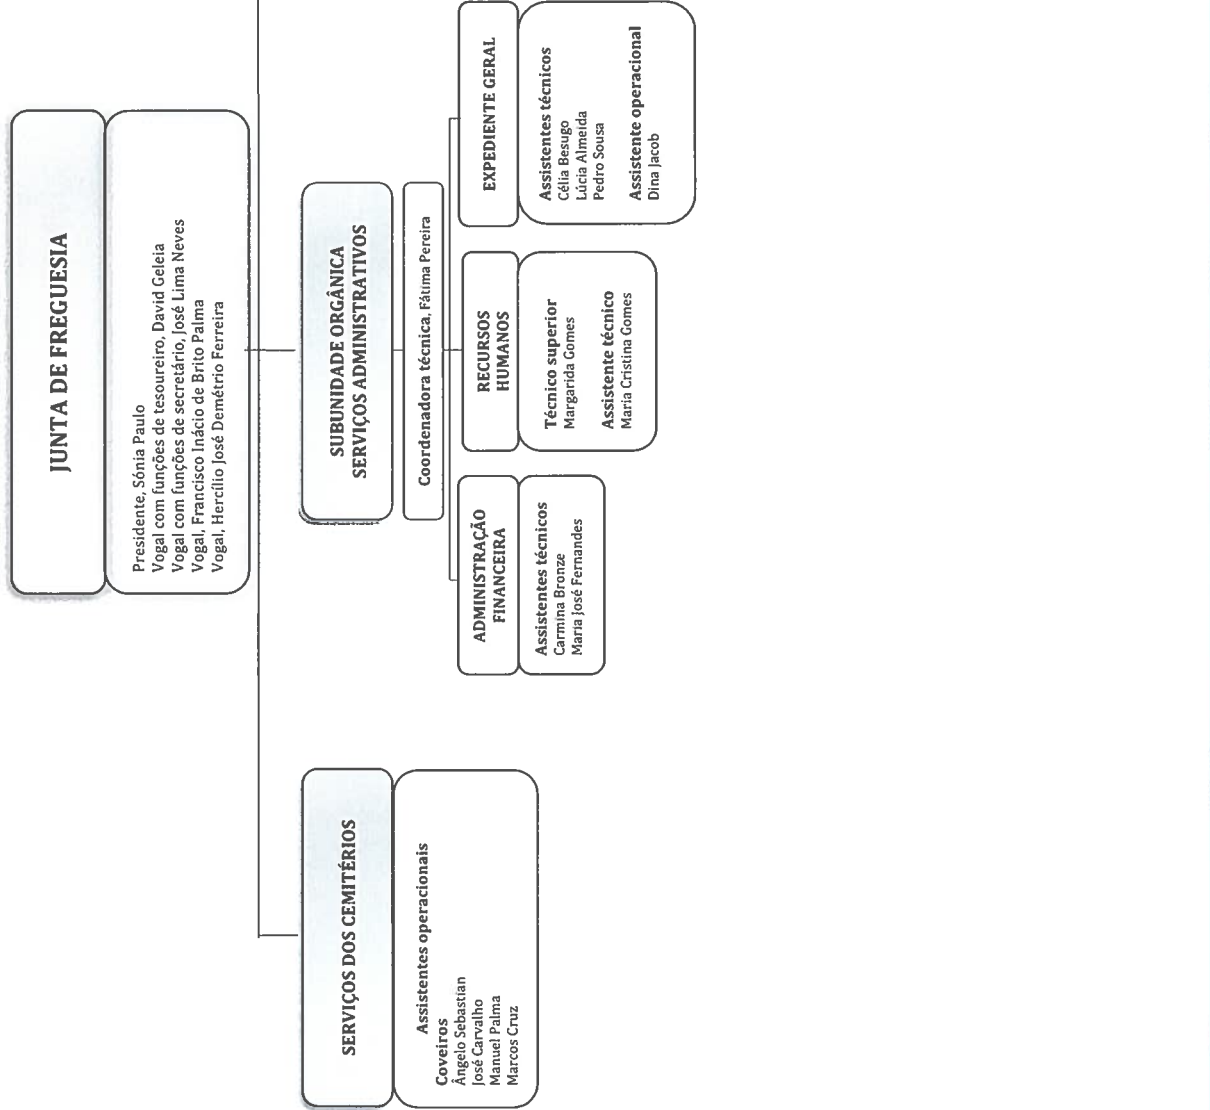 JUNTA DE FREGUESIA
Presidente, Sónia Paulo
Vogal com funções de tesoureiro, David Geleia
Vogal com funções de secretário, José Lima Neves
Vogal, Francisco Inácio de Brito Palma
Vogal, Hercílio José Demétrio Ferreira
SERVIÇOS DOS CEMITÉRIOS
Assistentes operacionais
Coveiros
Ângelo Sebastian
José Carvalho
Manuel Palma
Marcos Cruz
SUBUNIDADE ORGÂNICA
SERVIÇOS ADMINISTRATIVOS
Coordenadora técnica, Fátima Pereira
ADMINISTRAÇÃO
FINANCEIRA
Assistentes técnicos
Carmina Bronze
Maria José Fernandes
RECURSOS
HUMANOS
Técnico superior
Margarida Gomes
Assistente técnico
Maria Cristina Gomes
EXPEDIENTE GERAL
Assistentes técnicos
Célia Besugo
Lúcia Almeida
Pedro Sousa
Assistente operacional
Dina Jacob